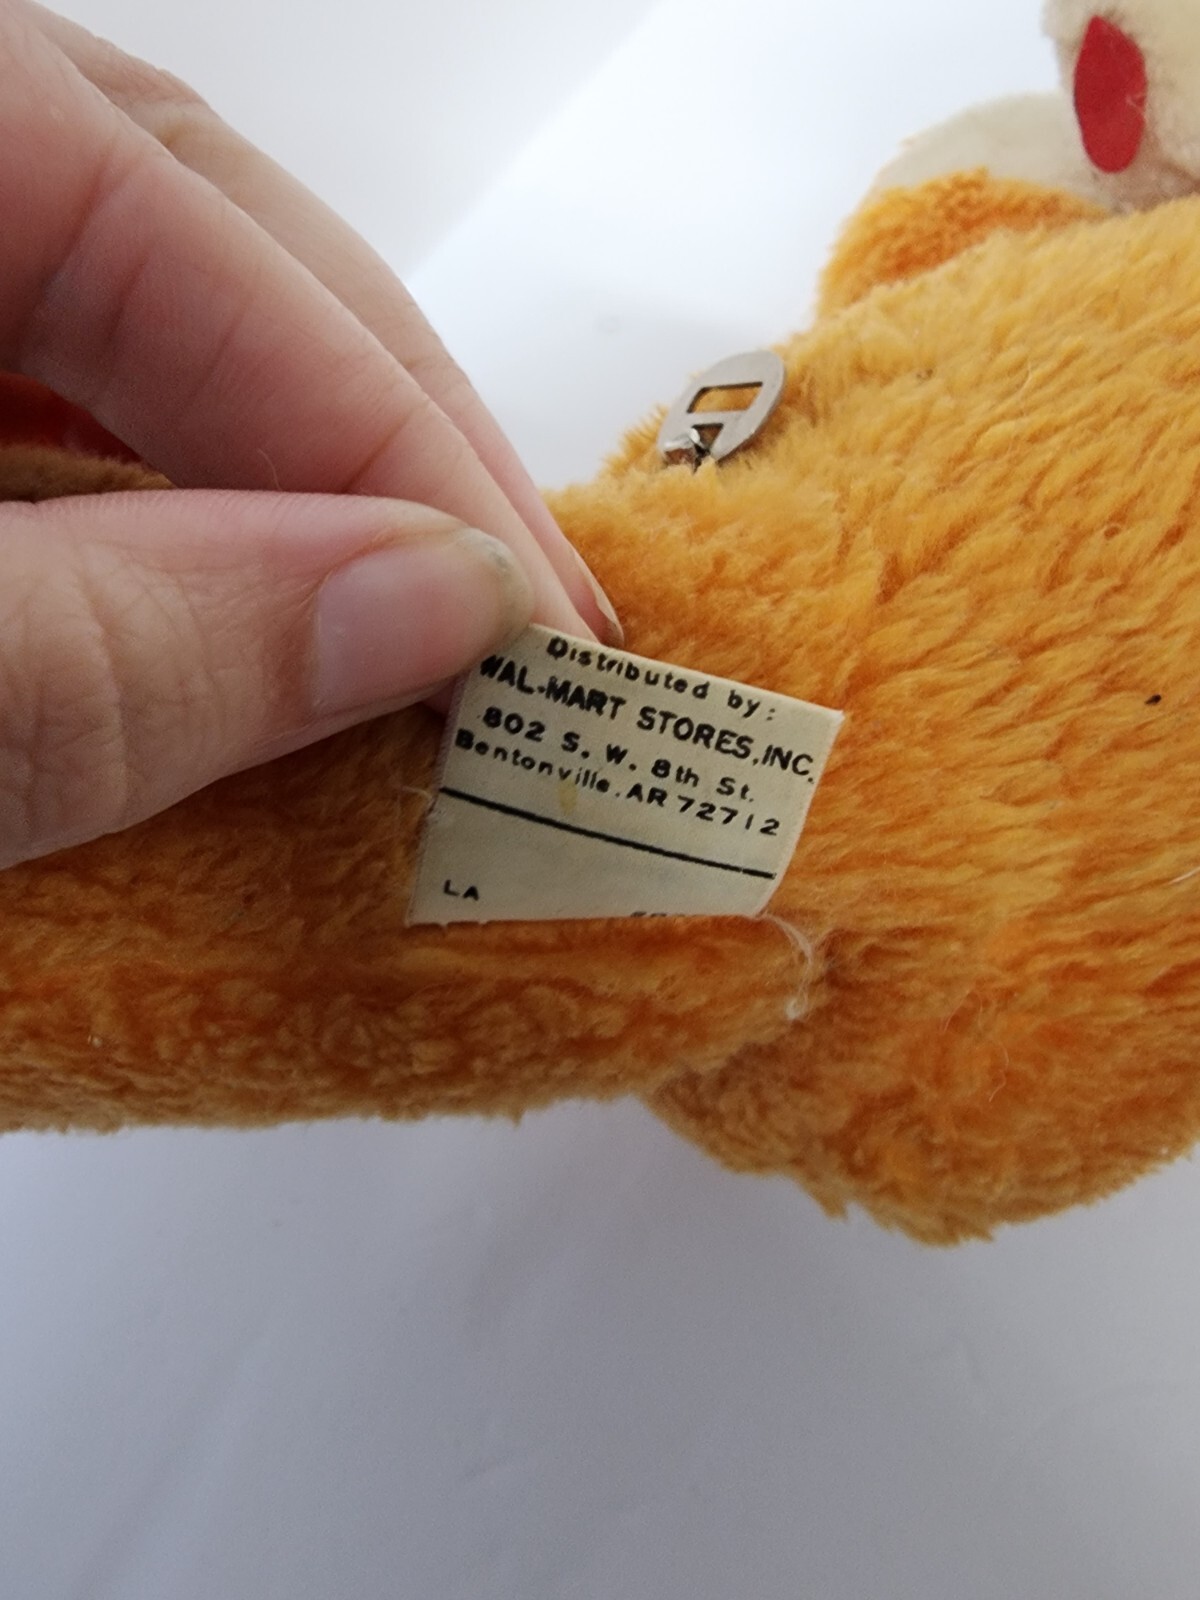 Distributed by:
WAL-MART STORES, INC.
802 S. W. 8th St.
Bentonville, AR 72712
LA